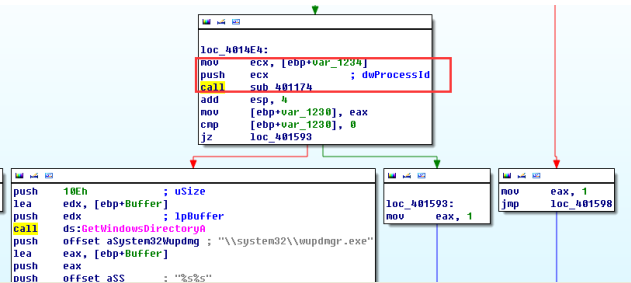 loc_4014E4:
mov ecx, [ebp+var_1234]
push ecx ; dwProcessId
call sub_401174
add esp, 4
mov [ebp+var_1230], eax
cmp [ebp+var_1230], 0
jz loc_401593
push 10Eh ; uSize
lea edx, [ebp+Buffer]
push edx ; lpBuffer
call ds:GetWindowsDirectoryA
push offset aSystem32Wupdmg ; "\\system32\\wupdmgr.exe"
lea eax, [ebp+Buffer]
push eax
push offset aSS ; "%s%s"
loc_401593:
mov eax, 1
mov eax, 1
jmp loc_401598